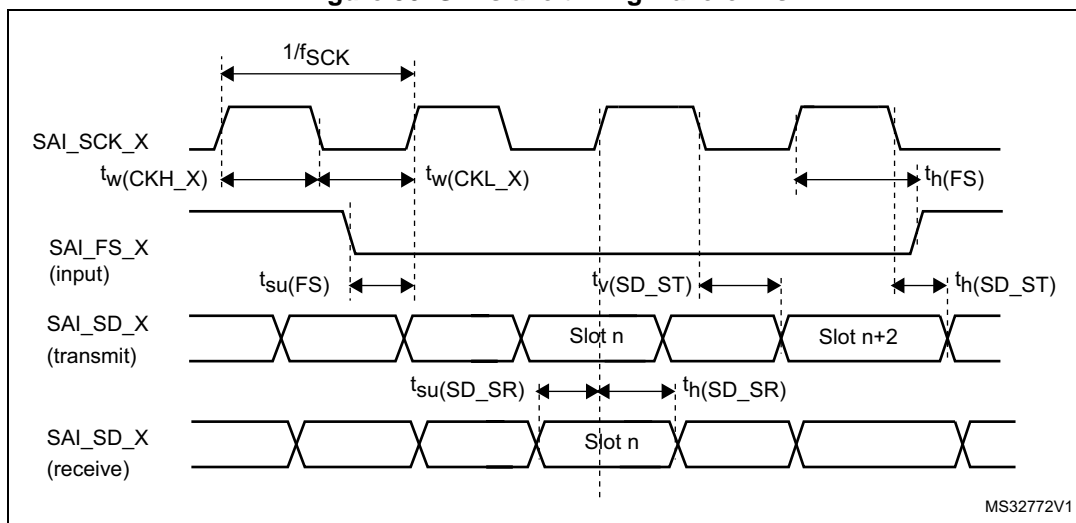 1/fSCK
SAI_SCK_X
tw(CKH_X)
tw(CKL_X)
th(FS)
SAI_FS_X
(input)
tsu(FS)
tv(SD_ST)
th(SD_ST)
SAI_SD_X
(transmit)
Slot n
Slot n+2
tsu(SD_SR)
th(SD_SR)
SAI_SD_X
(receive)
Slot n
MS32772V1